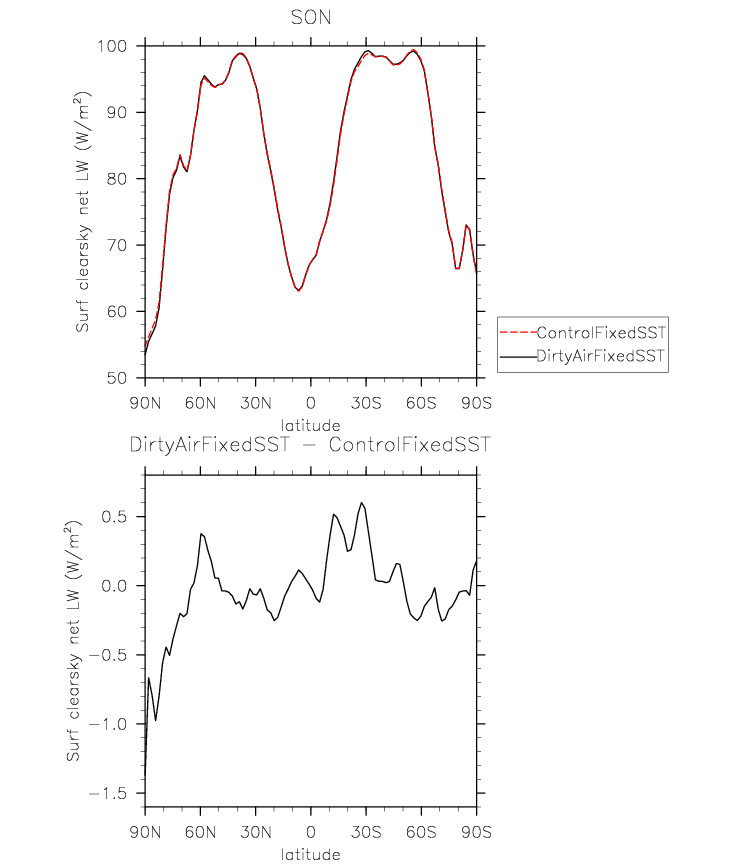 SON
Surf clearsky net LW (W/m²)
100
90
80
70
60
50
90N 60N 30N 0 30S 60S 90S
latitude
ControlFixedSST
DirtyAirFixedSST
DirtyAirFixedSST − ControlFixedSST
Surf clearsky net LW (W/m²)
0.5
0.0
−0.5
−1.0
−1.5
90N 60N 30N 0 30S 60S 90S
latitude